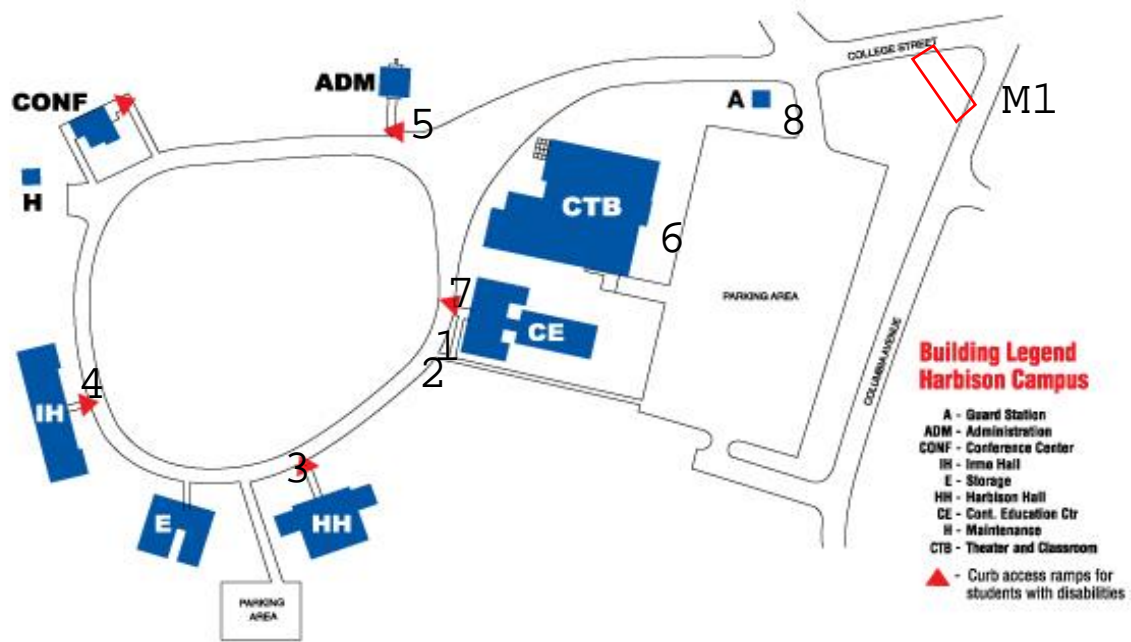 COLLEGE STREET
ADM
CONF
5
A
8
M1
H
CTB
6
PARKING AREA
7
CE
1
2
COLUMBIA AVENUE
4
IH
3
E
HH
PARKING
AREA
Building Legend
Harbison Campus
A - Guard Station
ADM - Administration
CONF - Conference Center
IH - Irmo Hall
E - Storage
HH - Harbison Hall
CE - Cont. Education Ctr
H - Maintenance
CTB - Theater and Classroom
- Curb access ramps for
students with disabilities